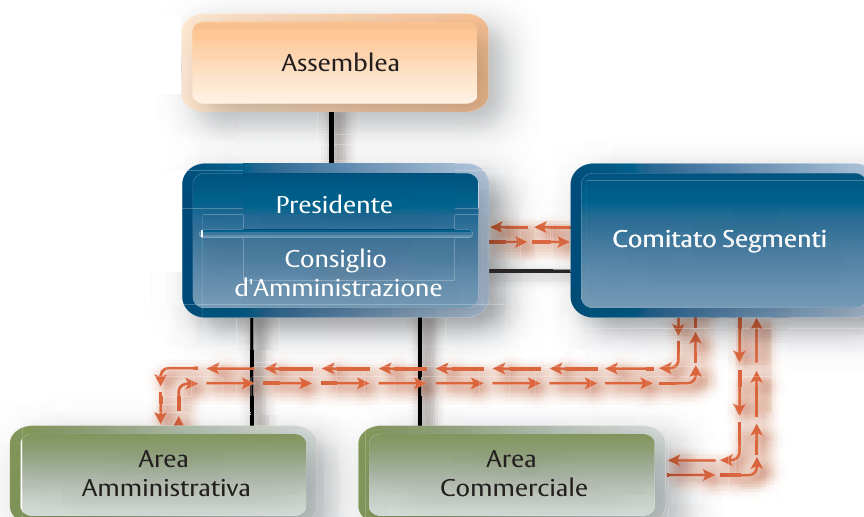 Assemblea
Presidente
Consiglio
d'Amministrazione
Comitato Segmenti
Area
Amministrativa
Area
Commerciale